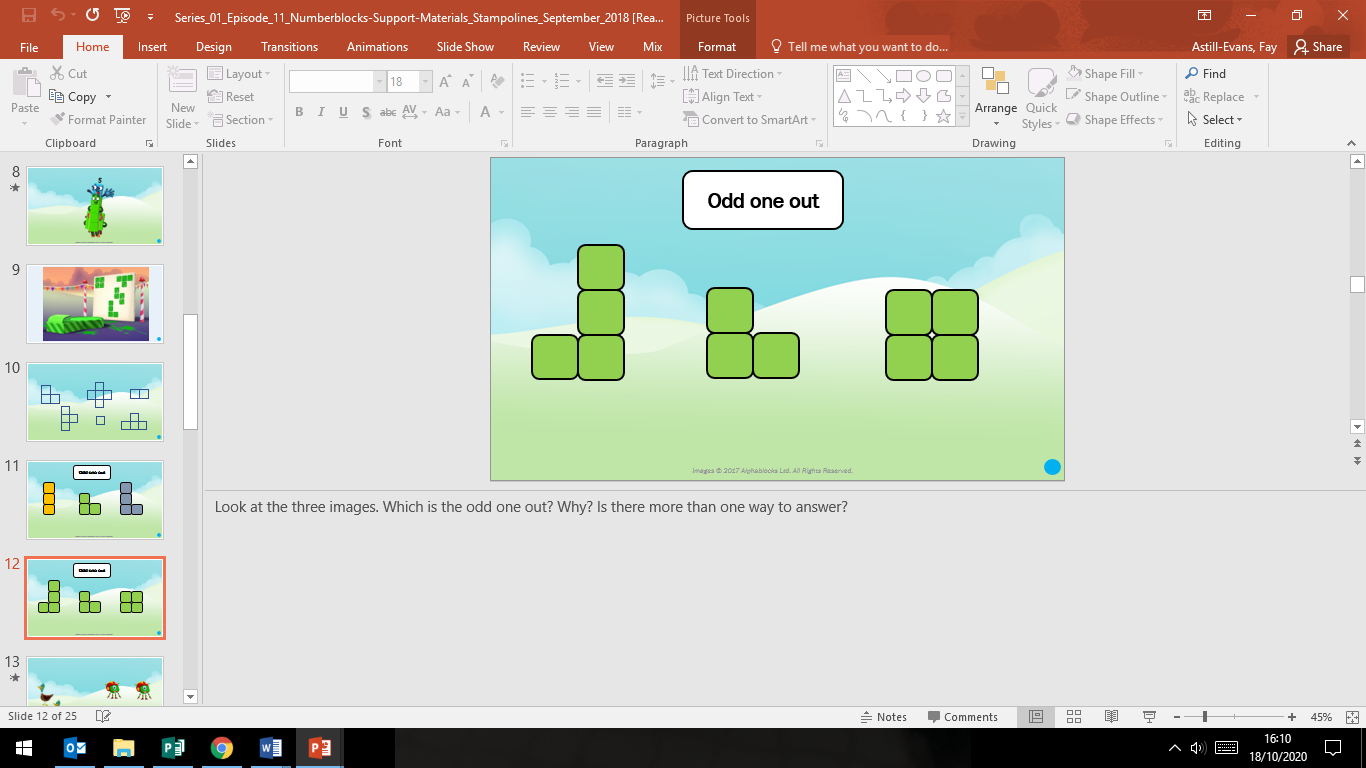 Series_01_Episode_11_Numberblocks-Support-Materials_Stampolines_September_2018 [Rea...
Picture Tools
File Home Insert Design Transitions Animations Slide Show Review View Mix Format Tell me what you want to do... Astill-Evans, Fay Share
Paste
Cut
Copy
Format Painter
Clipboard
New Slide
Layout
Reset
Section
Slides
18
B I U S abc AV Aa A
Font
Text Direction
Align Text
Convert to SmartArt
Paragraph
Arrange
Quick Styles
Shape Fill
Shape Outline
Shape Effects
Drawing
Find
Replace
Select
Editing
8
9
10
11
12
13
Odd one out
Images © 2017 Alphablocks Ltd. All Rights Reserved.
Look at the three images. Which is the odd one out? Why? Is there more than one way to answer?
Slide 12 of 25 Notes Comments 45%
16:10
18/10/2020